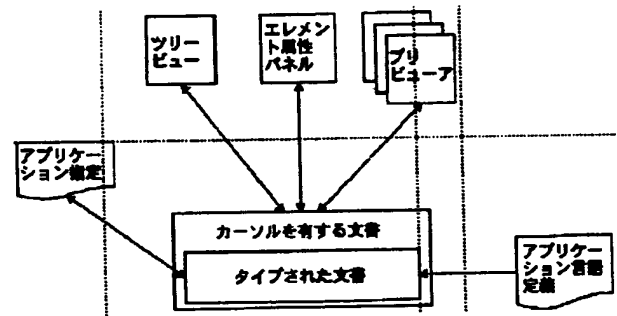 ツリー
ビュー
エレメン
ト属性
パネル
プリ
ビューア
アプリケー
ション指定
カーソルを有する文書
タイプされた文書
アプリケー
ション言語
定義